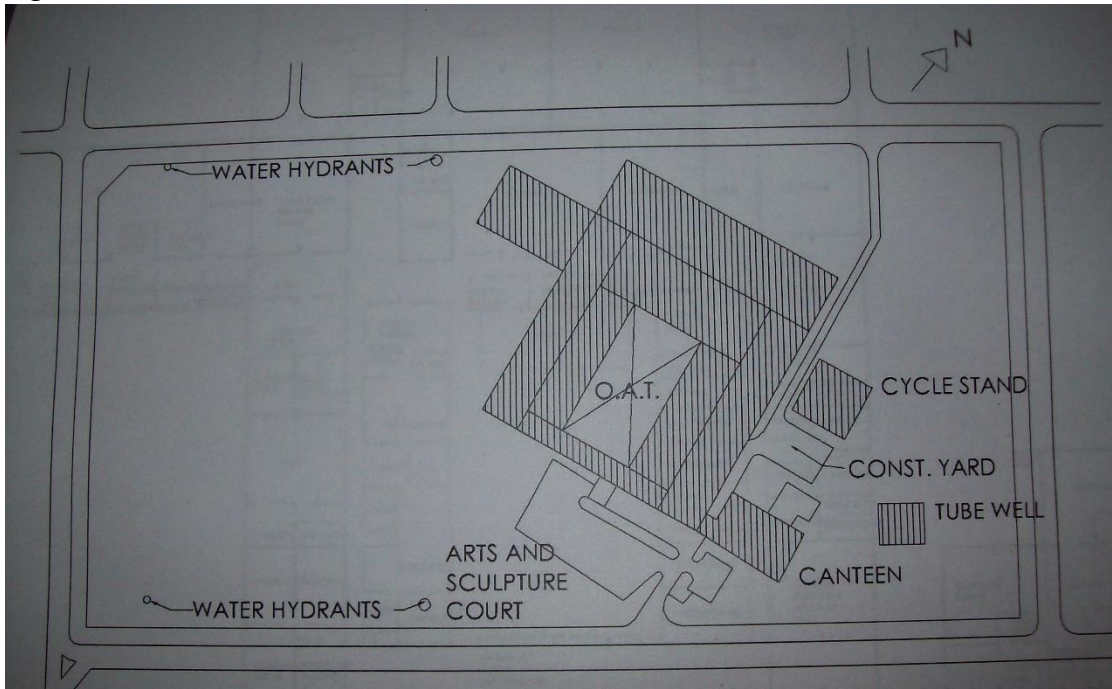 N
WATER HYDRANTS
O.A.T.
CYCLE STAND
CONST. YARD
TUBE WELL
CANTEEN
ARTS AND
SCULPTURE
COURT
WATER HYDRANTS